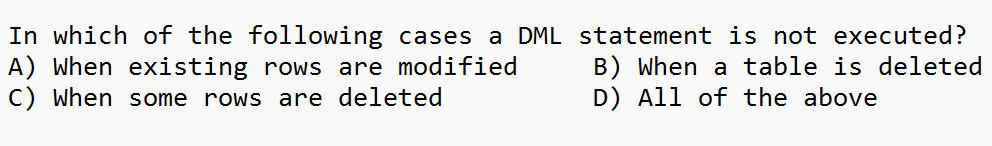 In which of the following cases a DML statement is not executed?
A) When existing rows are modified     B) When a table is deleted
C) When some rows are deleted          D) All of the above